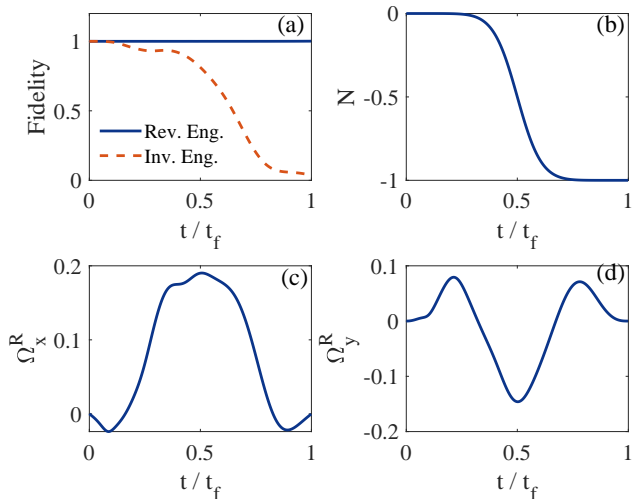 (a)
1
0.5
0
Fidelity
Rev. Eng.
Inv. Eng.
0
0.5
1
t / t_f
(b)
0
-0.5
-1
N
0
0.5
1
t / t_f
(c)
0.2
0.1
0
Ω_x^R
0
0.5
1
t / t_f
(d)
0.1
0
-0.1
-0.2
Ω_y^R
0
0.5
1
t / t_f